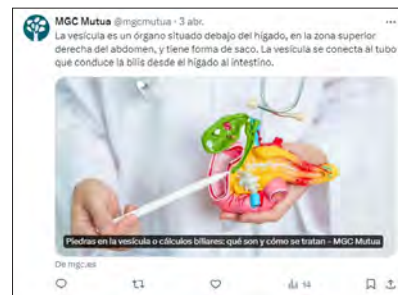 MGC Mutua @mgcmutua · 3 abr.
La vesícula es un órgano situado debajo del hígado, en la zona superior
derecha del abdomen, y tiene forma de saco. La vesícula se conecta al tubo
que conduce la bilis desde el hígado al intestino.
Piedras en la vesícula o cálculos biliares: qué son y cómo se tratan - MGC Mutua
De mgc.es
14